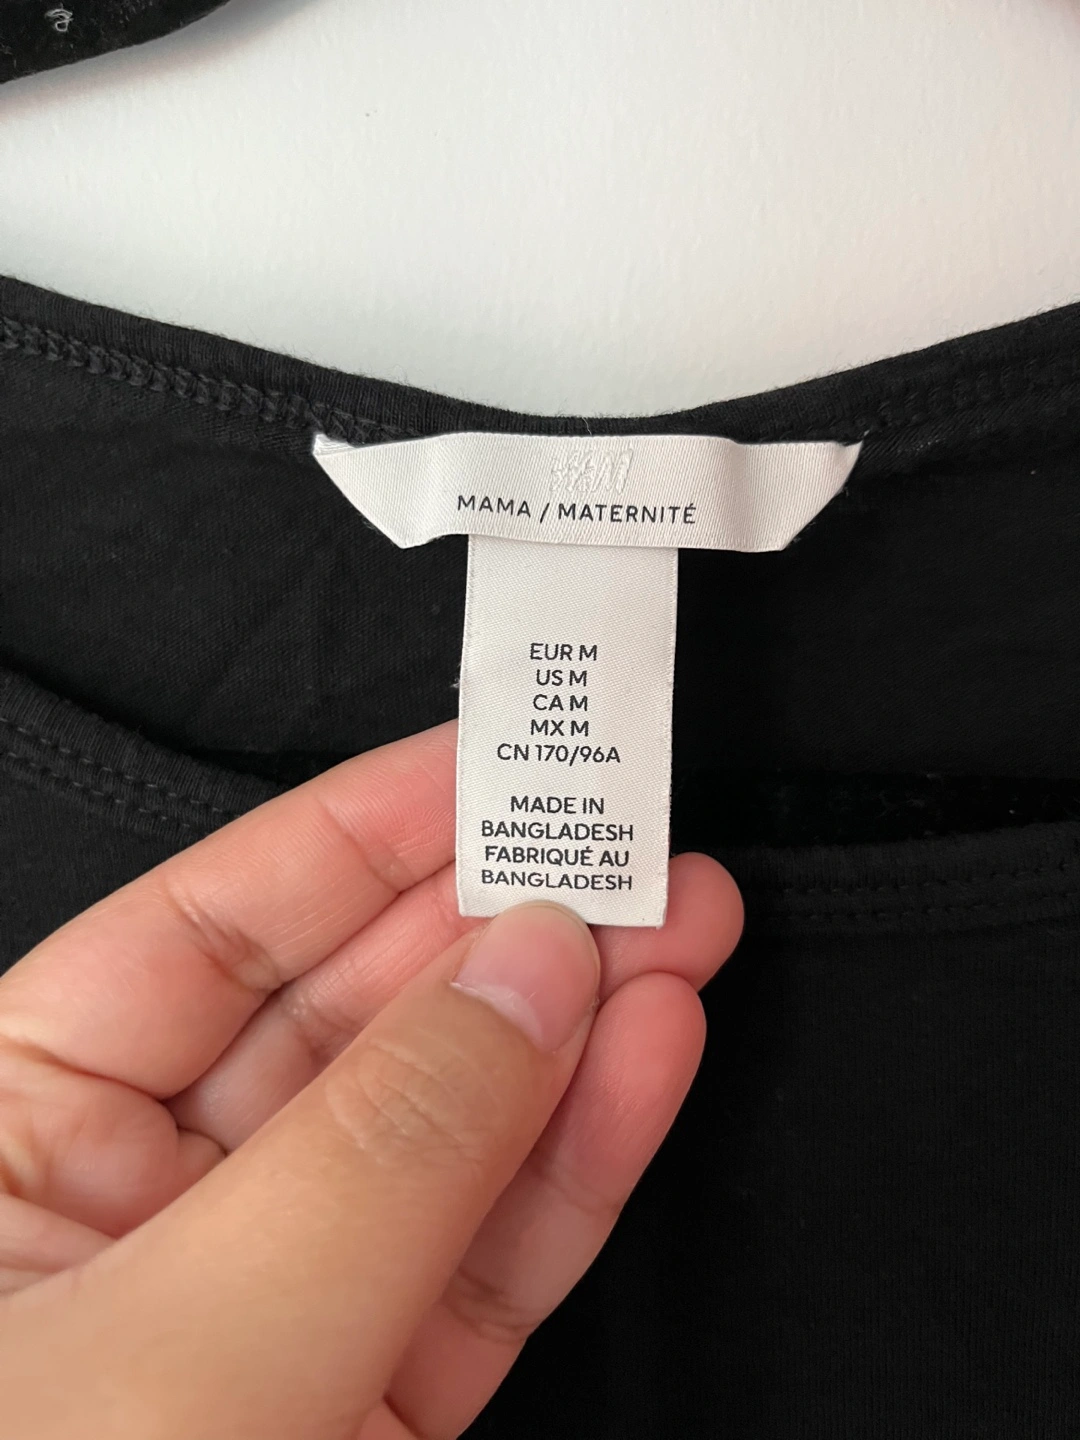 H&M
MAMA / MATERNITÉ
EUR M
US M
CA M
MX M
CN 170/96A
MADE IN
BANGLADESH
FABRIQUÉ AU
BANGLADESH